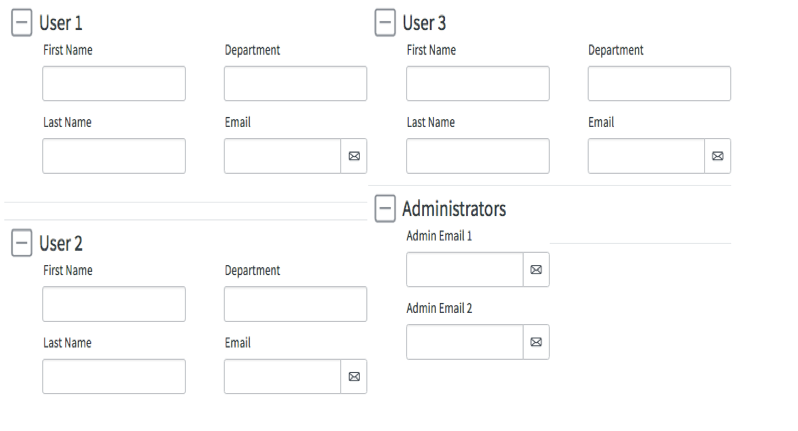 User 1
First Name Department
Last Name Email
User 2
First Name Department
Last Name Email
User 3
First Name Department
Last Name Email
Administrators
Admin Email 1
Admin Email 2